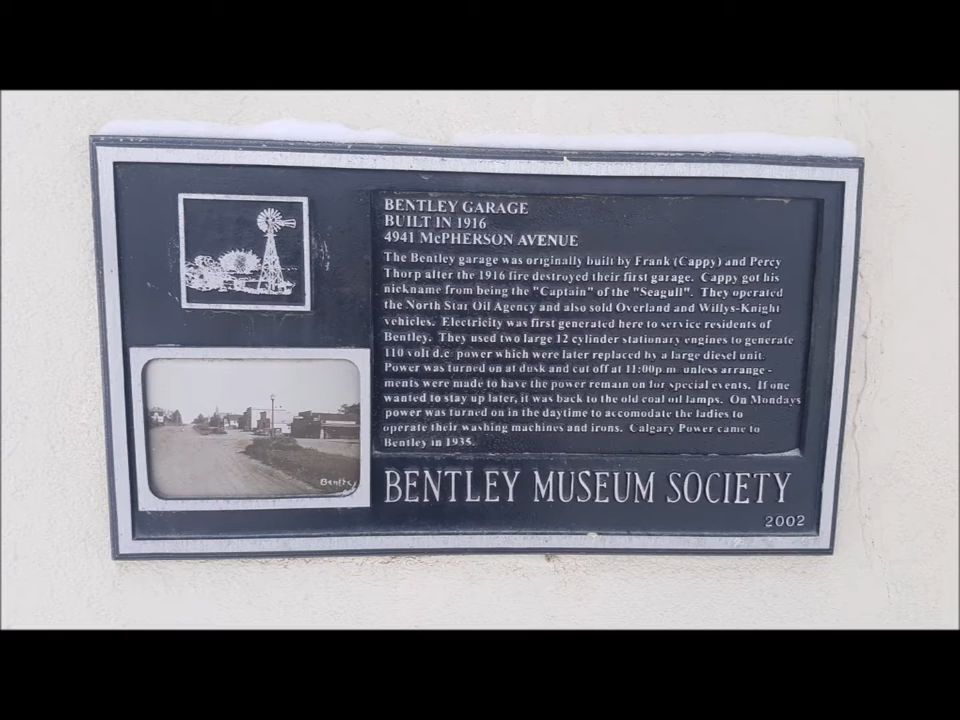 BENTLEY GARAGE
BUILT IN 1916
4941 McPHERSON AVENUE
The Bentley garage was originally built by Frank (Cappy) and Percy
Thorp after the 1916 fire destroyed their first garage. Cappy got his
nickname from being the "Captain" of the "Seagull". They operated
the North Star Oil Agency and also sold Overland and Willys-Knight
vehicles. Electricity was first generated here to service residents of
Bentley. They used two large 12 cylinder stationary engines to generate
110 volt d.c. power which were later replaced by a large diesel unit.
Power was turned on at dusk and cut off at 11:00p.m. unless arrange -
ments were made to have the power remain on for special events. If one
wanted to stay up later, it was back to the old coal oil lamps. On Mondays
power was turned on in the daytime to accomodate the ladies to
operate their washing machines and irons. Calgary Power came to
Bentley in 1935.
Bentley
BENTLEY MUSEUM SOCIETY
2002